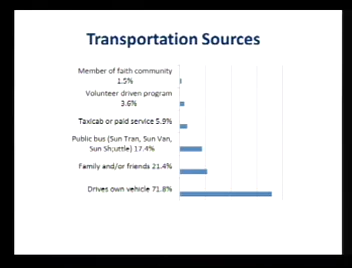 Transportation Sources
Member of faith community
1.5%
Volunteer driven program
3.6%
Taxicab or paid service 5.9%
Public bus (Sun Tran, Sun Van,
Sun Sh;uttle) 17.4%
Family and/or friends 21.4%
Drives own vehicle 71.8%